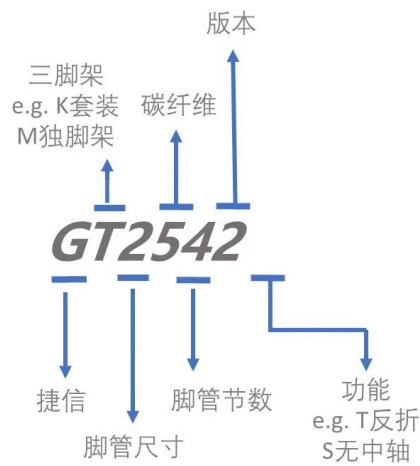 版本
三脚架
e.g. K套装
M独脚架
碳纤维
GT2542
捷信
脚管尺寸
脚管节数
功能
e.g. T反折
S无中轴